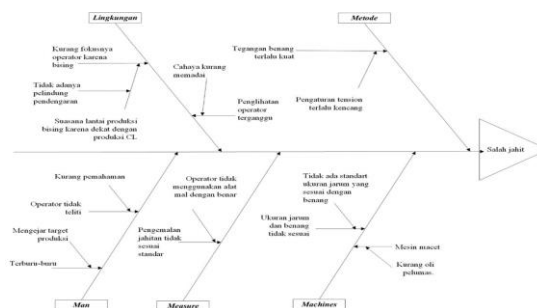 Lingkungan
Metode
Kurang fokusnya
operator karena
bising
Tidak adanya
pelindung
pendengaran
Suasana lantai produksi
bising karena dekat dengan
produksi CL
Cahaya kurang
memadai
Penglihatan
operator
terganggu
Tegangan benang
terlalu kuat
Pengaturan tension
terlalu kencang
Salah jahit
Kurang pemahaman
Operator tidak
teliti
Mengejar target
produksi
Terburu-buru
Operator tidak
menggunakan alat
mal dengan benar
Pengemalan
jahitan tidak
sesuai
standar
Tidak ada standart
ukuran jarum yang
sesuai dengan
benang
Ukuran jarum
dan benang
tidak sesuai
Mesin macet
Kurang oli
pelumas.
Man
Measure
Machines